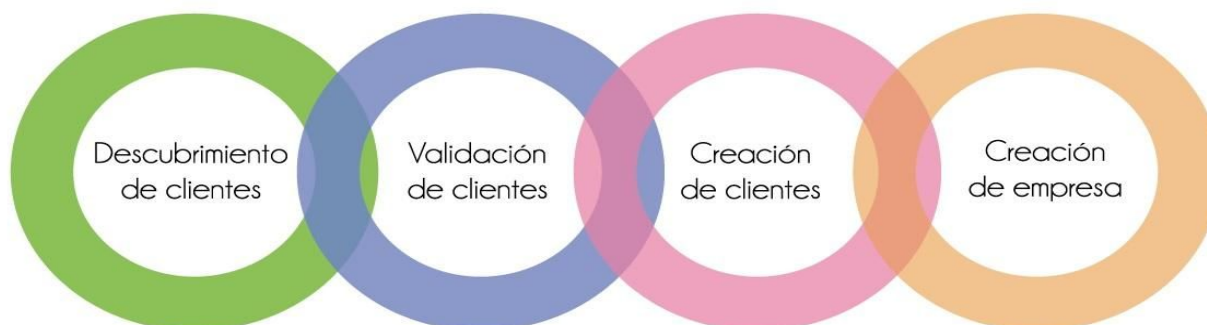 Descubrimiento
de clientes
Validación
de clientes
Creación
de clientes
Creación
de empresa